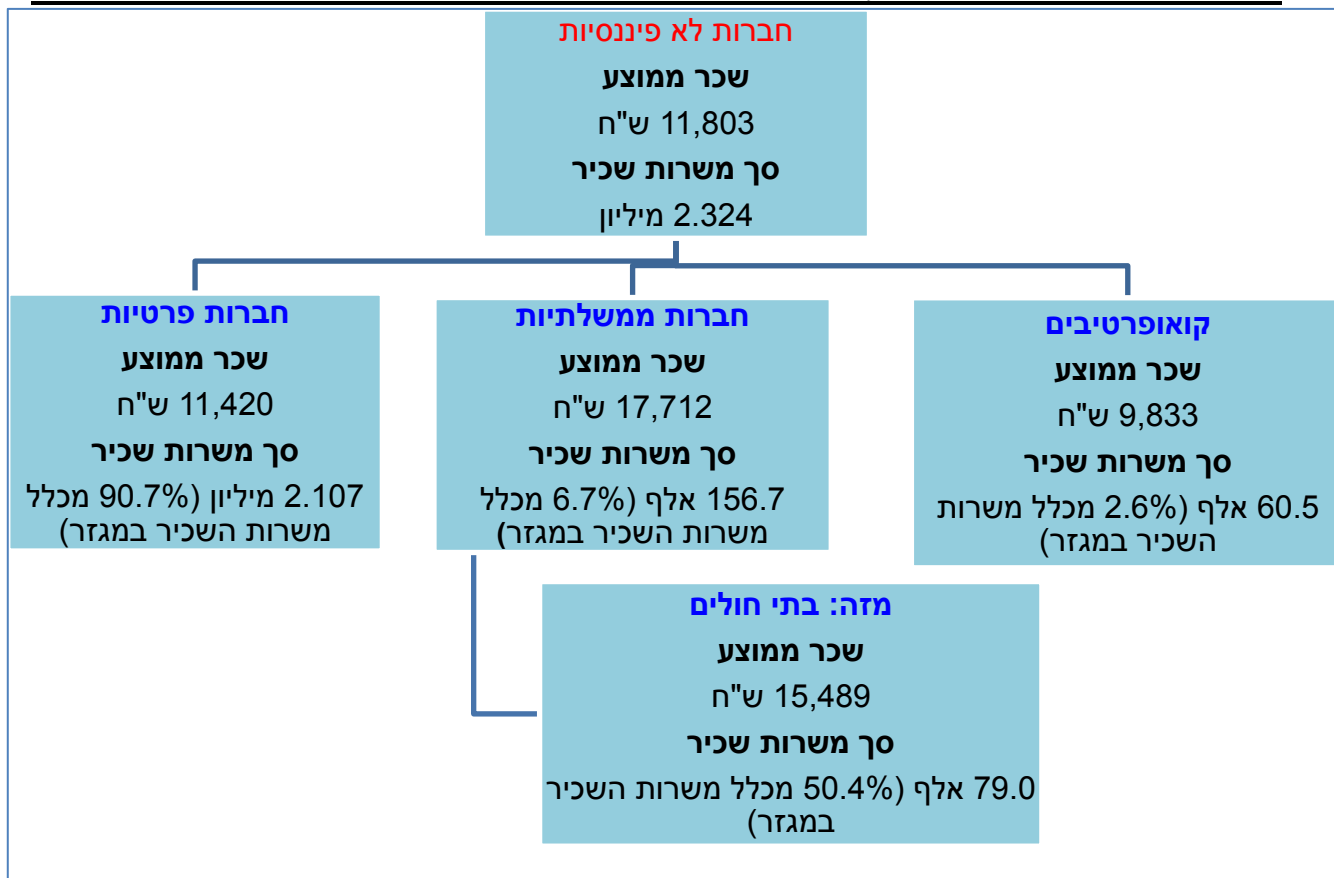 חברות לא פיננסיות
שכר ממוצע
11,803 ש"ח
סך משרות שכיר
2.324 מיליון
קואופרטיבים
שכר ממוצע
9,833 ש"ח
סך משרות שכיר
60.5 אלף (2.6% מכלל משרות
השכיר במגזר)
חברות ממשלתיות
שכר ממוצע
17,712 ש"ח
סך משרות שכיר
156.7 אלף (6.7% מכלל
משרות השכיר במגזר)
חברות פרטיות
שכר ממוצע
11,420 ש"ח
סך משרות שכיר
2.107 מיליון (90.7% מכלל
משרות השכיר במגזר)
מזה: בתי חולים
שכר ממוצע
15,489 ש"ח
סך משרות שכיר
79.0 אלף (50.4% מכלל משרות השכיר
במגזר)